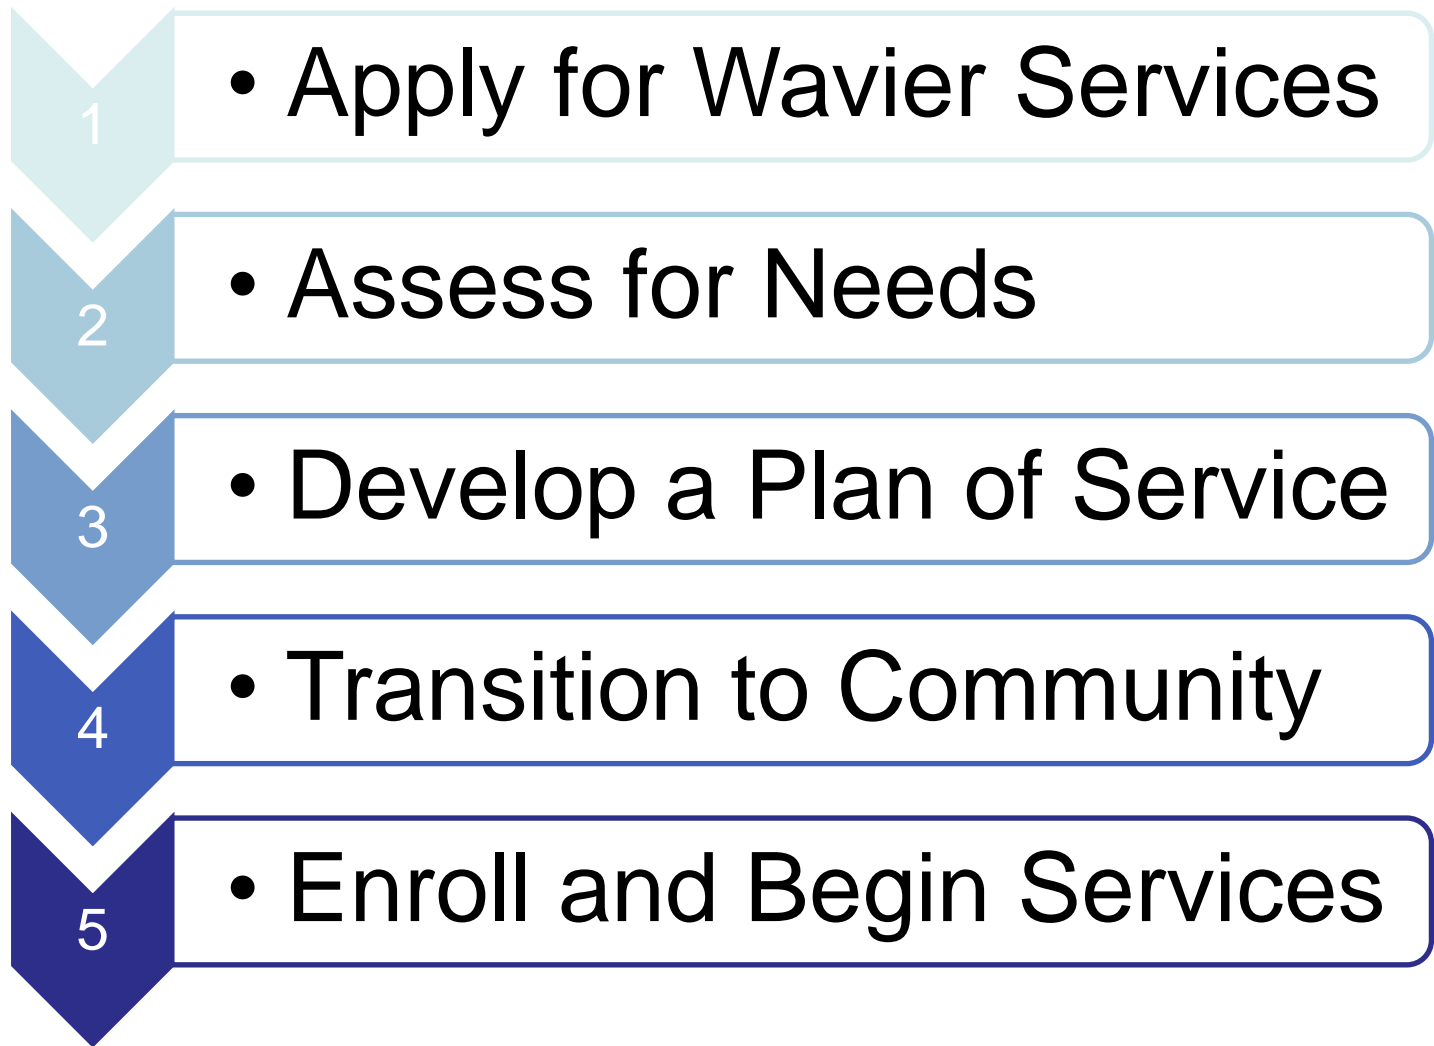 1
• Apply for Wavier Services
2
• Assess for Needs
3
• Develop a Plan of Service
4
• Transition to Community
5
• Enroll and Begin Services